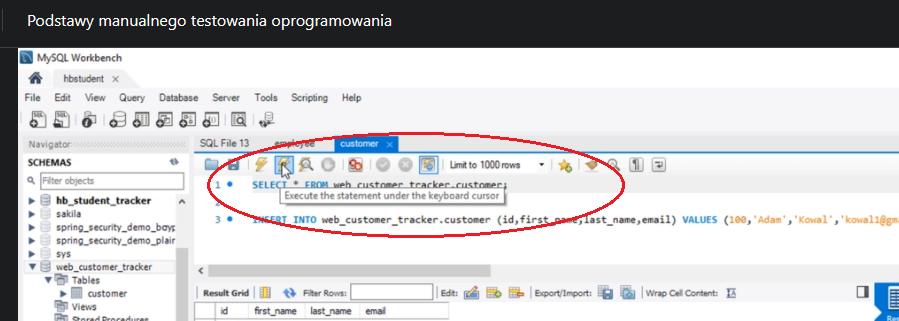 Podstawy manualnego testowania oprogramowania
MySQL Workbench
hbstudent
File Edit View Query Database Server Tools Scripting Help
Navigator
SQL File 13 employee customer
SCHEMAS
Limit to 1000 rows
Filter objects
1 SELECT * FROM web_customer_tracker.customer;
Execute the statement under the keyboard cursor
3 INSERT INTO web_customer_tracker.customer (id,first_name,last_name,email) VALUES (100,'Adam','Kowal','kowal1@gma
hb_student_tracker
sakila
spring_security_demo_bcyp
spring_security_demo_plair
sys
web_customer_tracker
Tables
customer
Views
Stored Procedures
Result Grid Filter Rows: Edit: Export/Import: Wrap Cell Content:
id first_name last_name email